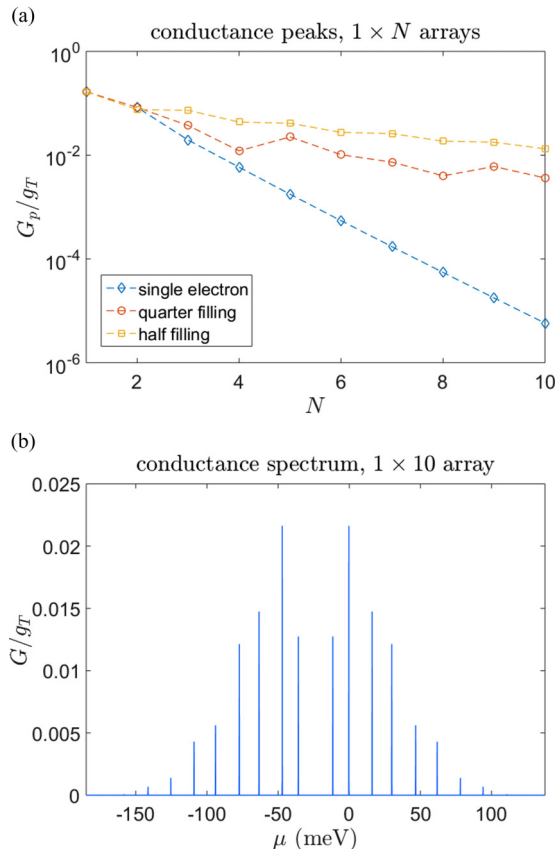 (a)
conductance peaks, 1 × N arrays
10^0
10^-2
10^-4
10^-6
G_p/g_T
single electron
quarter filling
half filling
2 4 6 8 10
N
(b)
conductance spectrum, 1 × 10 array
0.025
0.02
0.015
0.01
0.005
0
G/g_T
-150 -100 -50 0 50 100
μ (meV)